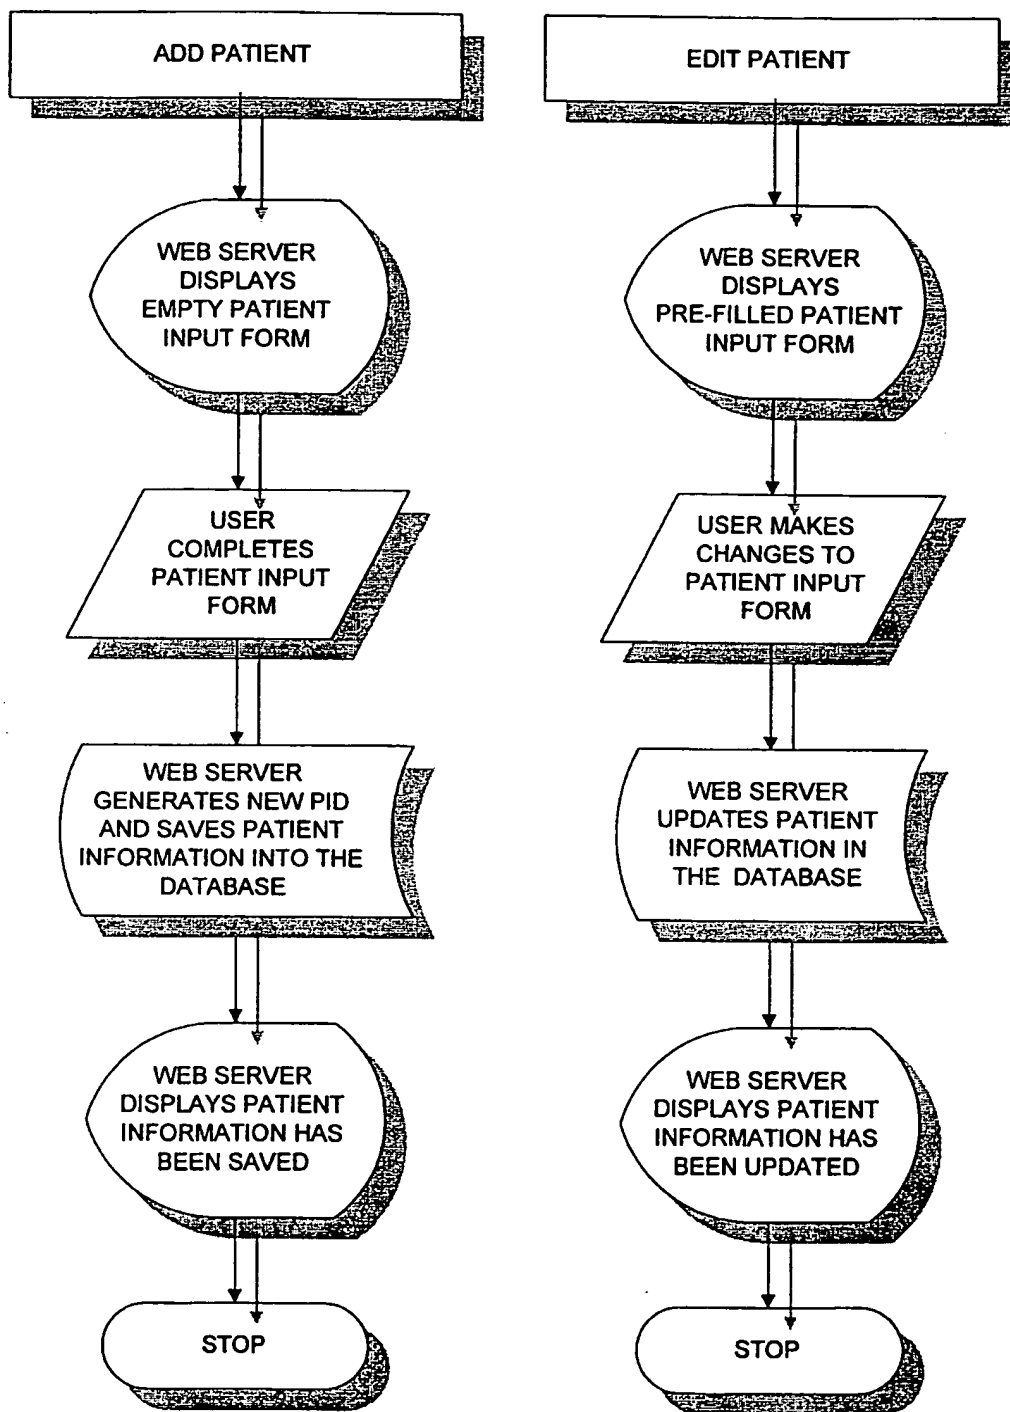 ADD PATIENT
WEB SERVER
DISPLAYS
EMPTY PATIENT
INPUT FORM
USER
COMPLETES
PATIENT INPUT
FORM
WEB SERVER
GENERATES NEW PID
AND SAVES PATIENT
INFORMATION INTO THE
DATABASE
WEB SERVER
DISPLAYS PATIENT
INFORMATION HAS
BEEN SAVED
STOP
EDIT PATIENT
WEB SERVER
DISPLAYS
PRE-FILLED PATIENT
INPUT FORM
USER MAKES
CHANGES TO
PATIENT INPUT
FORM
WEB SERVER
UPDATES PATIENT
INFORMATION IN
THE DATABASE
WEB SERVER
DISPLAYS PATIENT
INFORMATION HAS
BEEN UPDATED
STOP